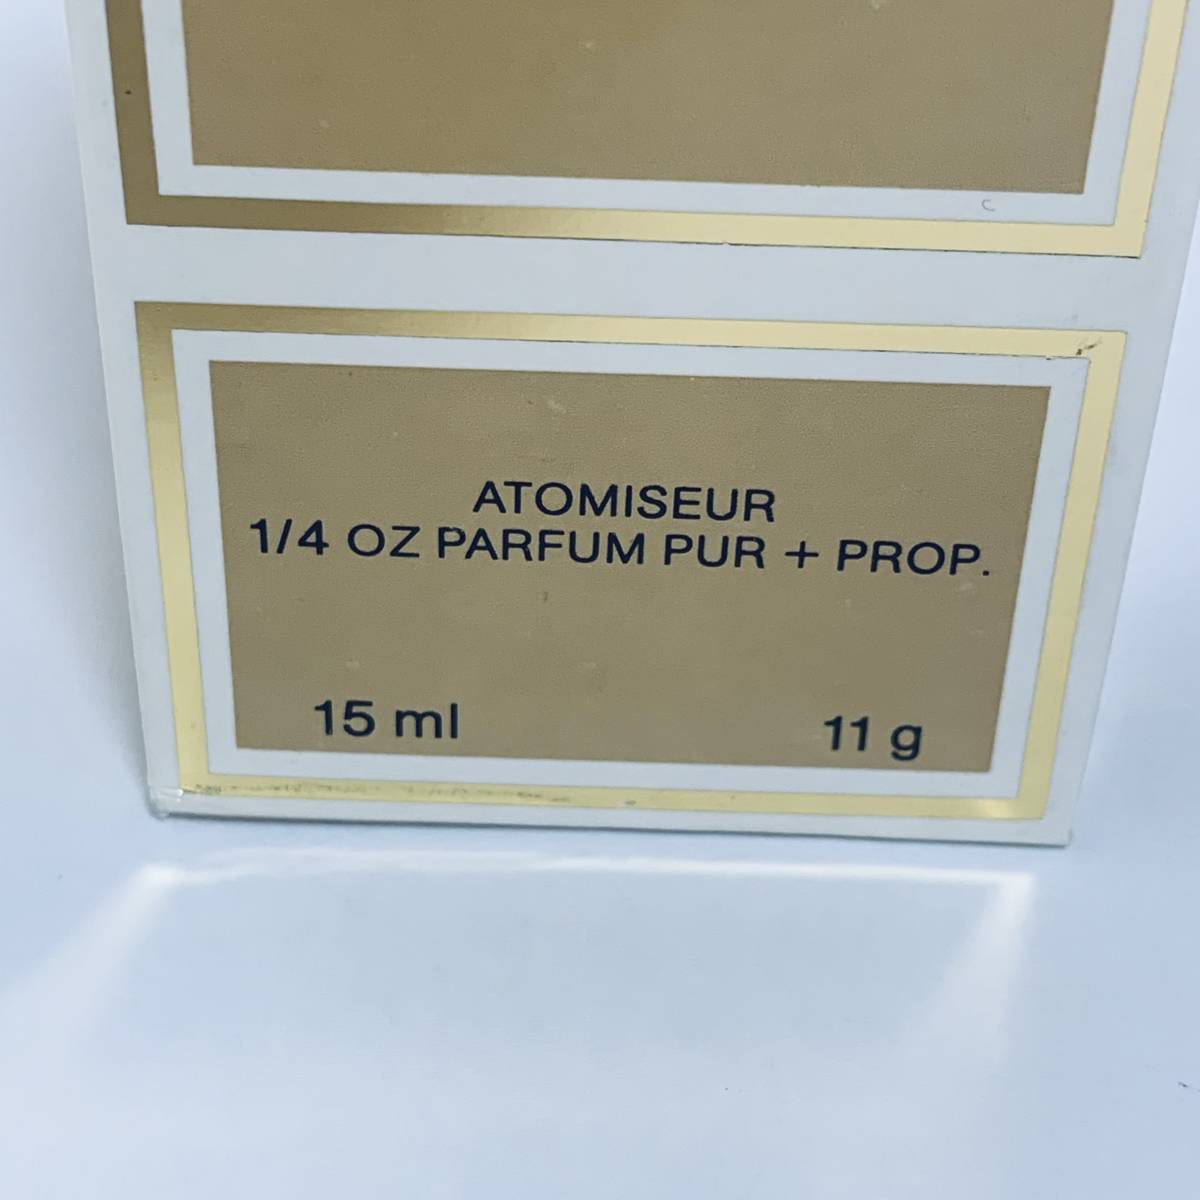 ATOMISEUR
1/4 OZ PARFUM PUR + PROP.
15 ml 11 g